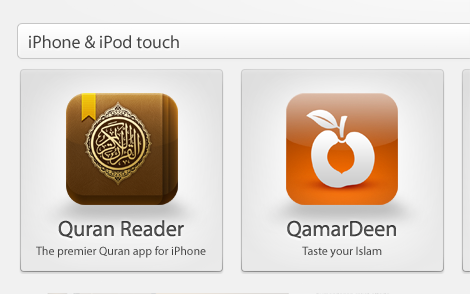 iPhone & iPod touch
Quran Reader
The premier Quran app for iPhone
QamarDeen
Taste your Islam